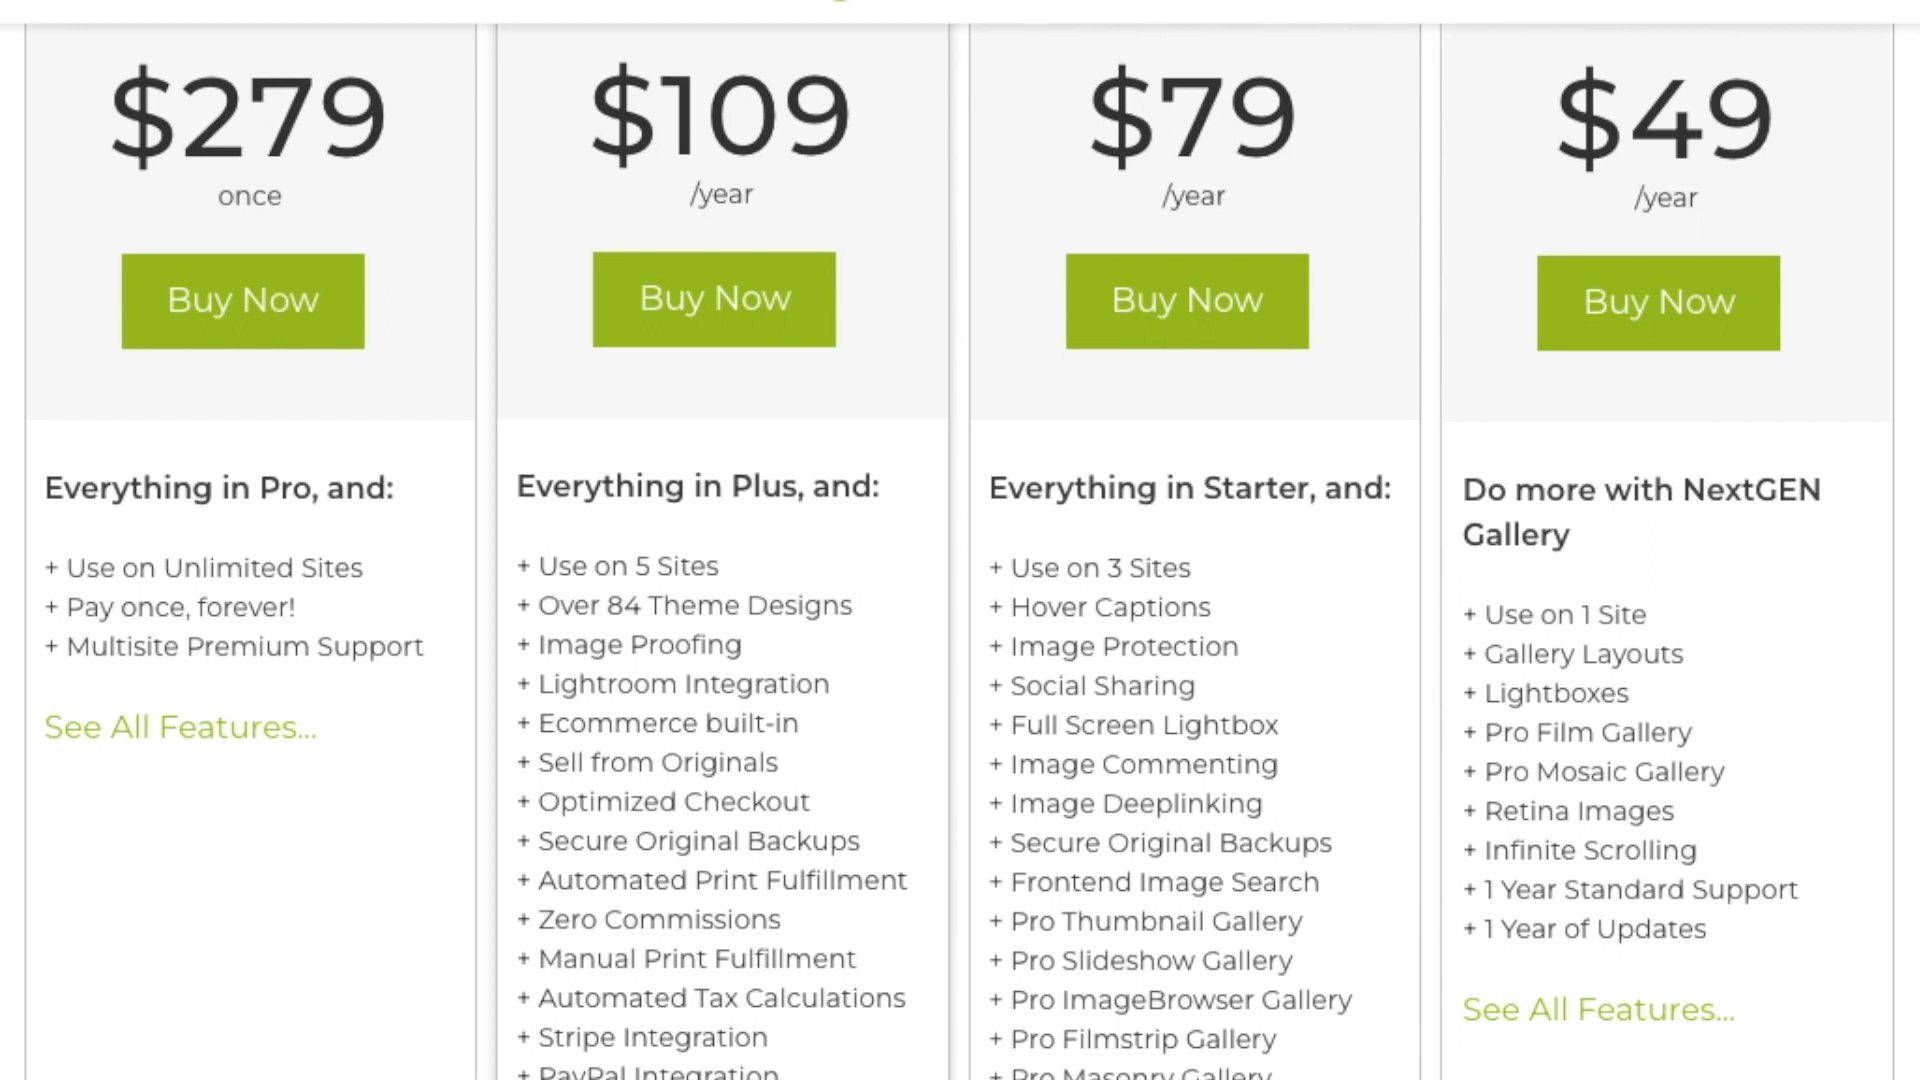 $279
once
Buy Now
Everything in Pro, and:
+ Use on Unlimited Sites
+ Pay once, forever!
+ Multisite Premium Support
See All Features...
$109
/year
Buy Now
Everything in Plus, and:
+ Use on 5 Sites
+ Over 84 Theme Designs
+ Image Proofing
+ Lightroom Integration
+ Ecommerce built-in
+ Sell from Originals
+ Optimized Checkout
+ Secure Original Backups
+ Automated Print Fulfillment
+ Zero Commissions
+ Manual Print Fulfillment
+ Automated Tax Calculations
+ Stripe Integration
+ PayPal Integration
$79
/year
Buy Now
Everything in Starter, and:
+ Use on 3 Sites
+ Hover Captions
+ Image Protection
+ Social Sharing
+ Full Screen Lightbox
+ Image Commenting
+ Image Deeplinking
+ Secure Original Backups
+ Frontend Image Search
+ Pro Thumbnail Gallery
+ Pro Slideshow Gallery
+ Pro ImageBrowser Gallery
+ Pro Filmstrip Gallery
+ Pro Masonry Gallery
$49
/year
Buy Now
Do more with NextGEN
Gallery
+ Use on 1 Site
+ Gallery Layouts
+ Lightboxes
+ Pro Film Gallery
+ Pro Mosaic Gallery
+ Retina Images
+ Infinite Scrolling
+ 1 Year Standard Support
+ 1 Year of Updates
See All Features...